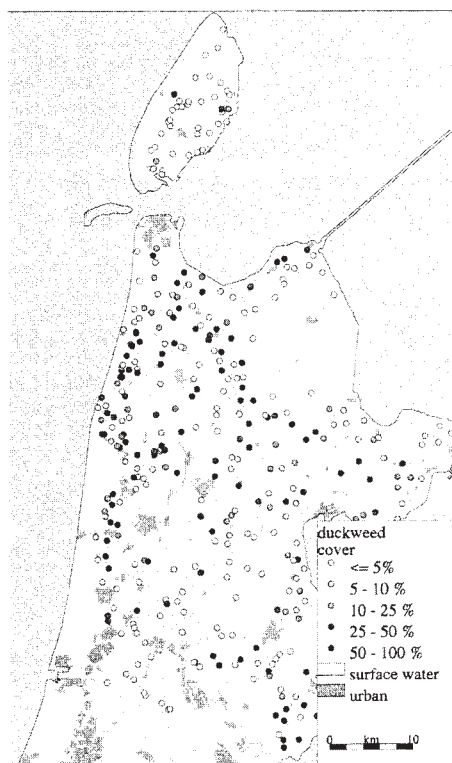 duckweed
cover
<= 5%
5 - 10 %
10 - 25 %
25 - 50 %
50 - 100 %
surface water
urban
0 km 10